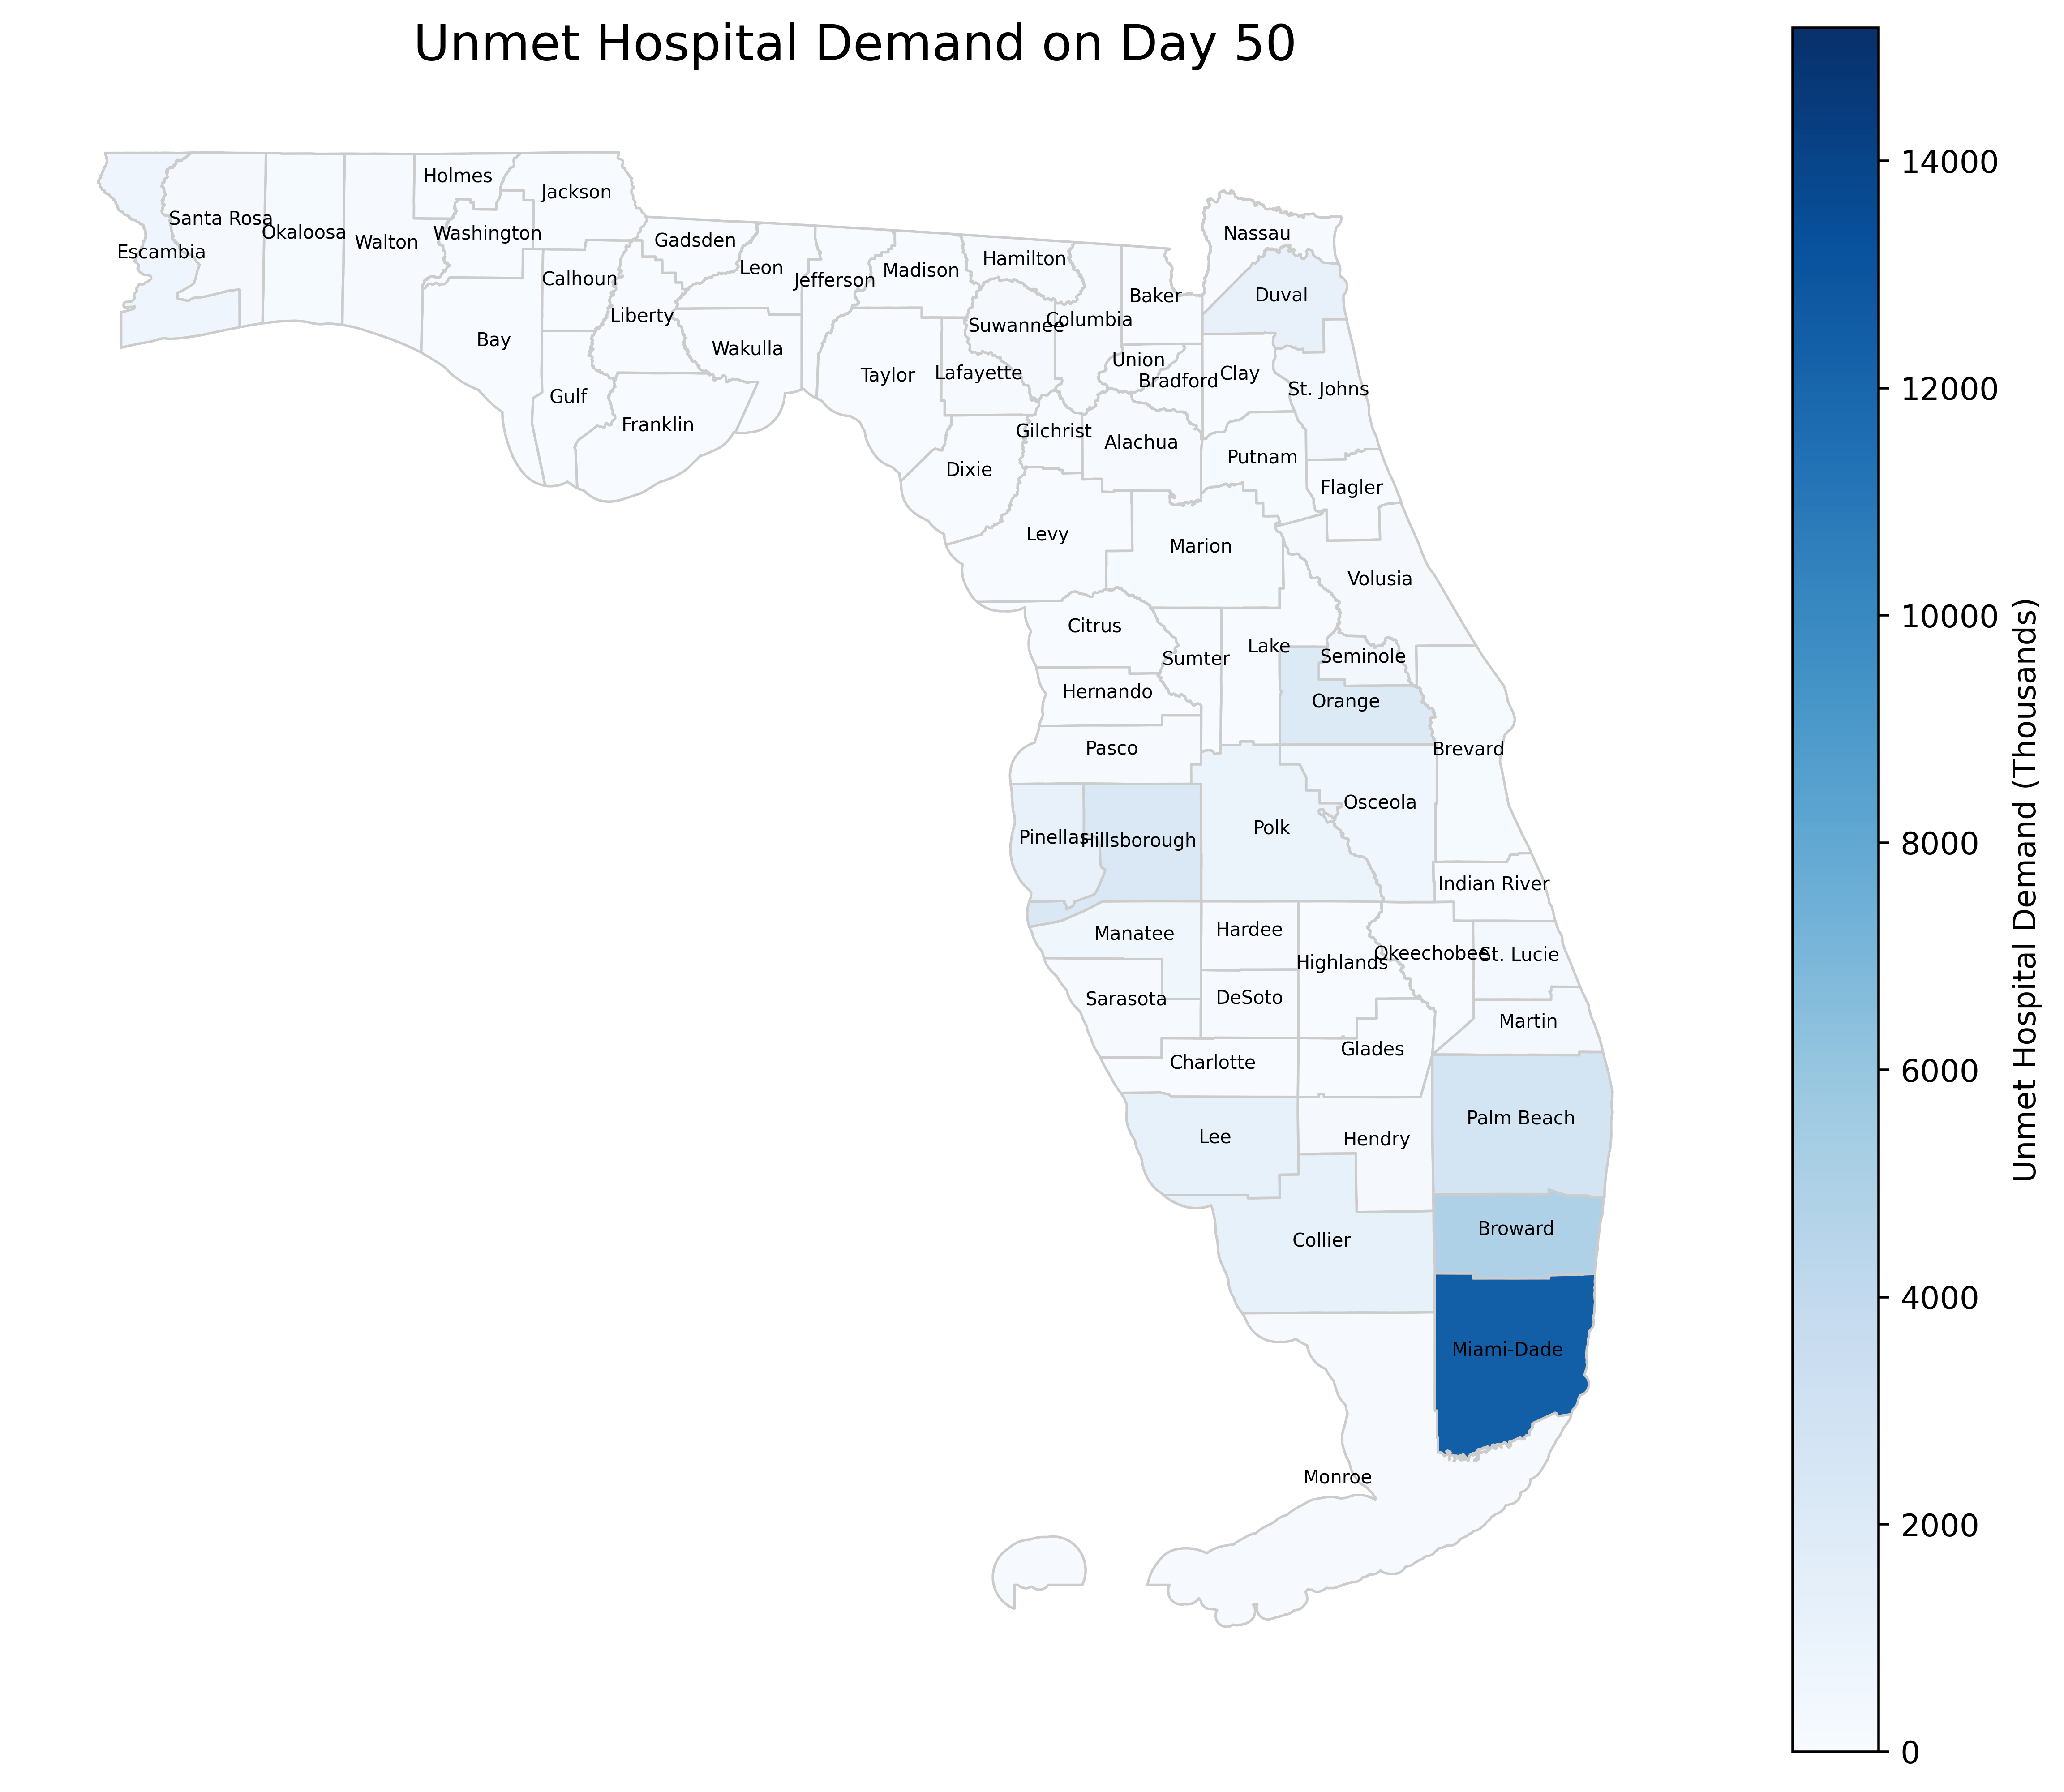 Unmet Hospital Demand on Day 50
Holmes
Jackson
Santa Rosa
Okaloosa
Walton
Washington
Escambia
Calhoun
Bay
Gulf
Liberty
Franklin
Gadsden
Leon
Wakulla
Jefferson
Madison
Hamilton
Taylor
Lafayette
Suwannee
Columbia
Baker
Nassau
Duval
Union
Bradford
Clay
St. Johns
Gilchrist
Alachua
Dixie
Putnam
Flagler
Levy
Marion
Volusia
Citrus
Sumter
Lake
Seminole
Hernando
Orange
Pasco
Brevard
Pinellas
Hillsborough
Polk
Osceola
Indian River
Manatee
Hardee
Highlands
Okeechobee
St. Lucie
Sarasota
DeSoto
Martin
Charlotte
Glades
Palm Beach
Lee
Hendry
Broward
Collier
Miami-Dade
Monroe
14000
12000
10000
8000
6000
4000
2000
0
Unmet Hospital Demand (Thousands)